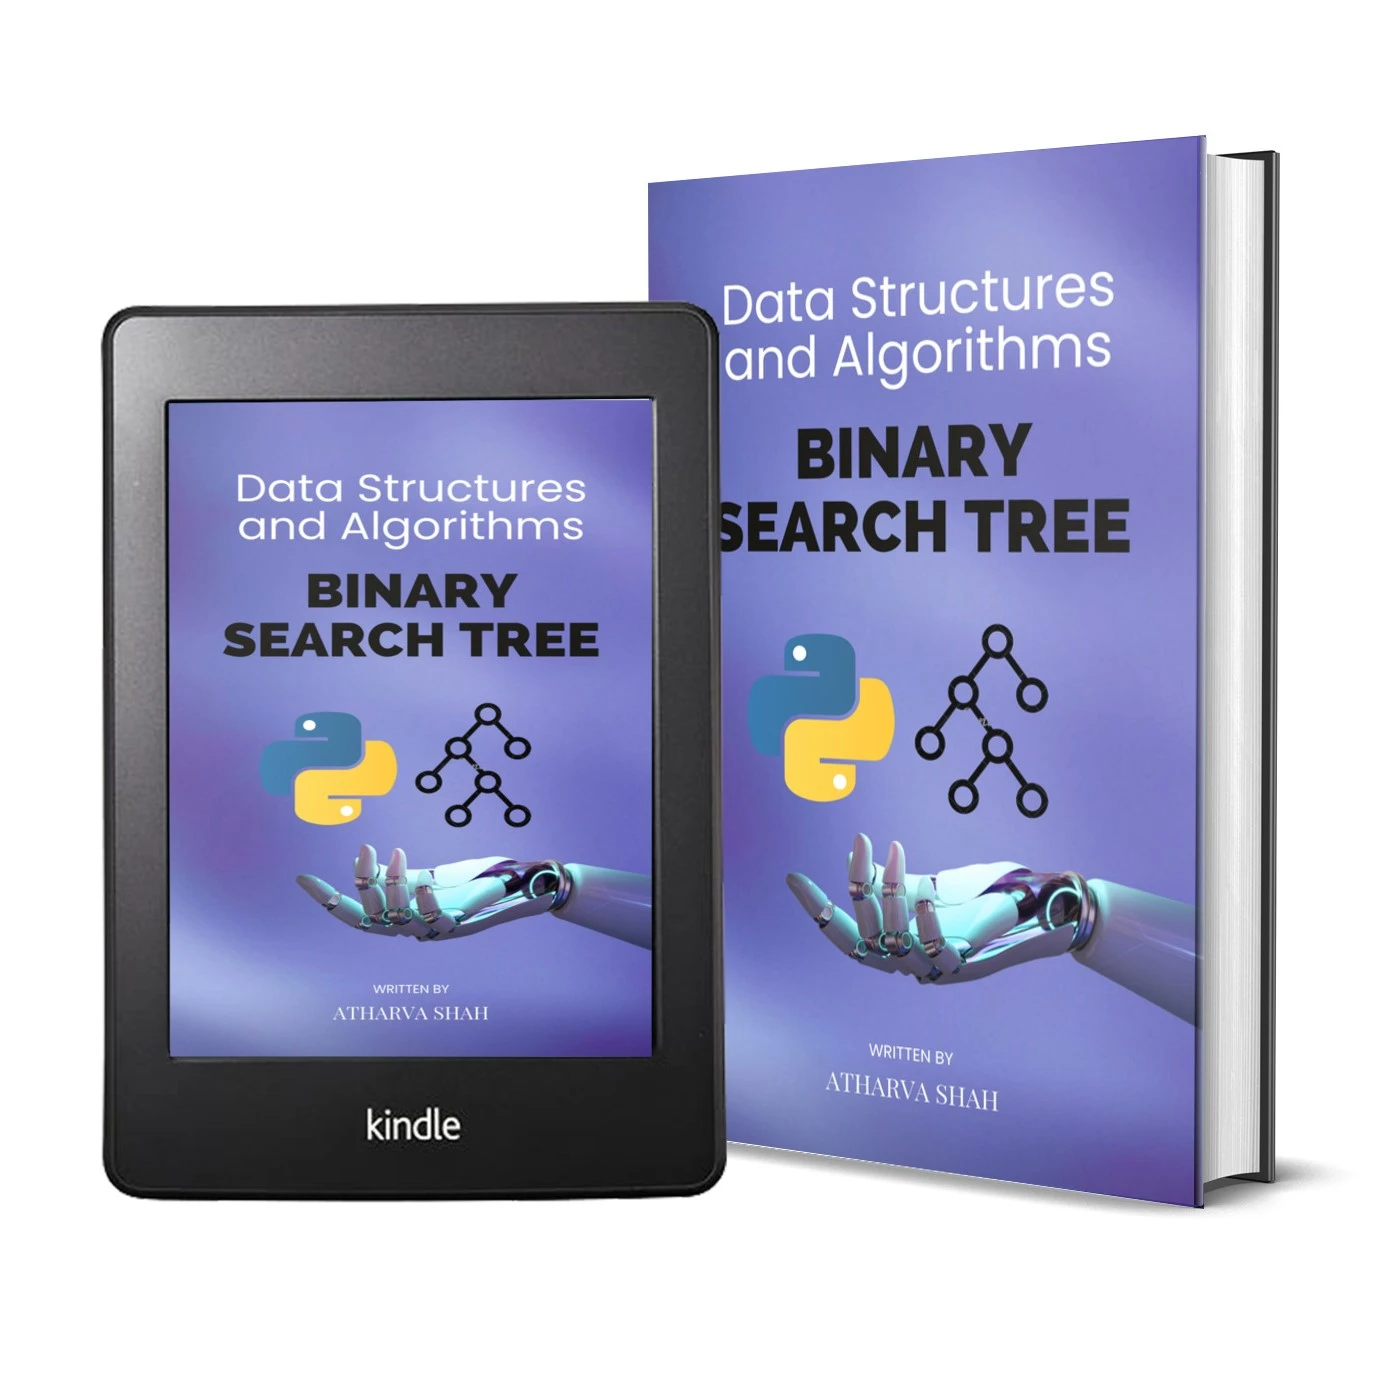 Data Structures
and Algorithms
BINARY
SEARCH TREE
WRITTEN BY
ATHARVA SHAH
kindle
Data Structures
and Algorithms
BINARY
SEARCH TREE
WRITTEN BY
ATHARVA SHAH